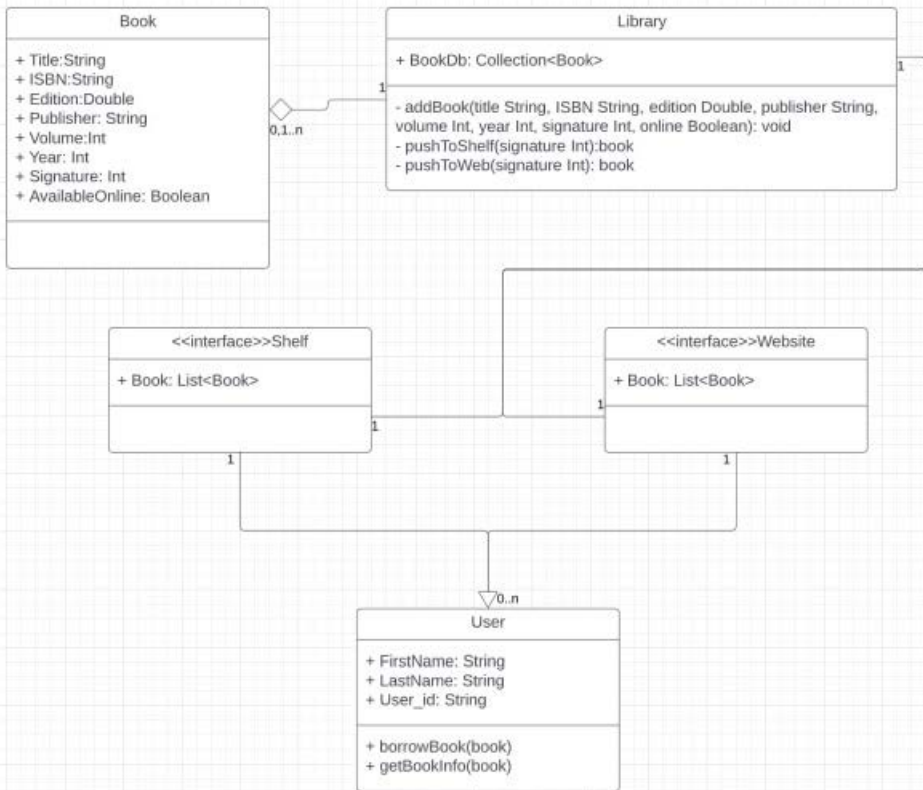 Book
+ Title:String
+ ISBN:String
+ Edition:Double
+ Publisher: String
+ Volume:Int
+ Year: Int
+ Signature: Int
+ AvailableOnline: Boolean
0,1..n
1
Library
+ BookDb: Collection<Book>
- addBook(title String, ISBN String, edition Double, publisher String,
volume Int, year Int, signature Int, online Boolean): void
- pushToShelf(signature Int):book
- pushToWeb(signature Int): book
1
<<interface>>Shelf
+ Book: List<Book>
1
1
<<interface>>Website
+ Book: List<Book>
1
1
0..n
User
+ FirstName: String
+ LastName: String
+ User_id: String
+ borrowBook(book)
+ getBookInfo(book)